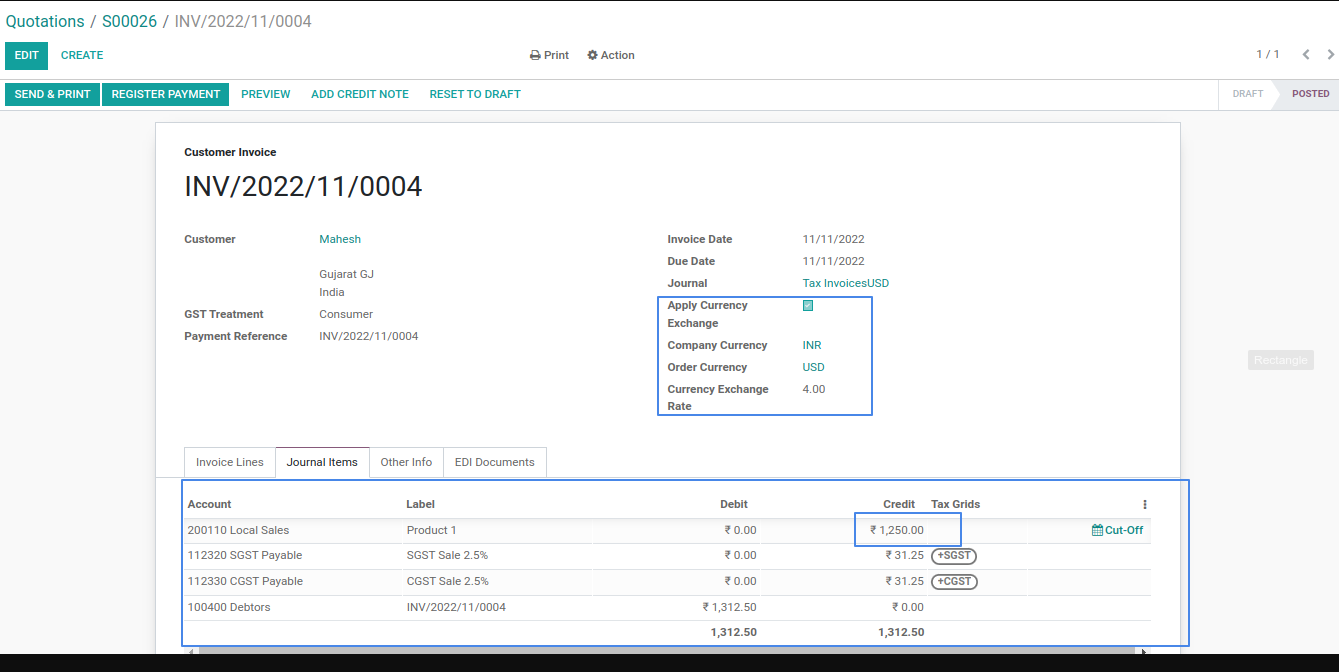 Quotations / S00026 / INV/2022/11/0004
EDIT CREATE Print Action 1 / 1
SEND & PRINT REGISTER PAYMENT PREVIEW ADD CREDIT NOTE RESET TO DRAFT DRAFT POSTED
Customer Invoice
INV/2022/11/0004
Customer Mahesh Invoice Date 11/11/2022
Due Date 11/11/2022
Gujarat GJ
Journal Tax InvoicesUSD
India
Apply Currency Exchange
GST Treatment Consumer
Payment Reference INV/2022/11/0004
Company Currency INR
Order Currency USD
Rectangle
Currency Exchange Rate 4.00
Invoice Lines Journal Items Other Info EDI Documents
Account Label Debit Credit Tax Grids
200110 Local Sales Product 1 ₹ 0.00 ₹ 1,250.00 Cut-Off
112320 SGST Payable SGST Sale 2.5% ₹ 0.00 ₹ 31.25 +SGST
112330 CGST Payable CGST Sale 2.5% ₹ 0.00 ₹ 31.25 +CGST
100400 Debtors INV/2022/11/0004 ₹ 1,312.50 ₹ 0.00
1,312.50 1,312.50